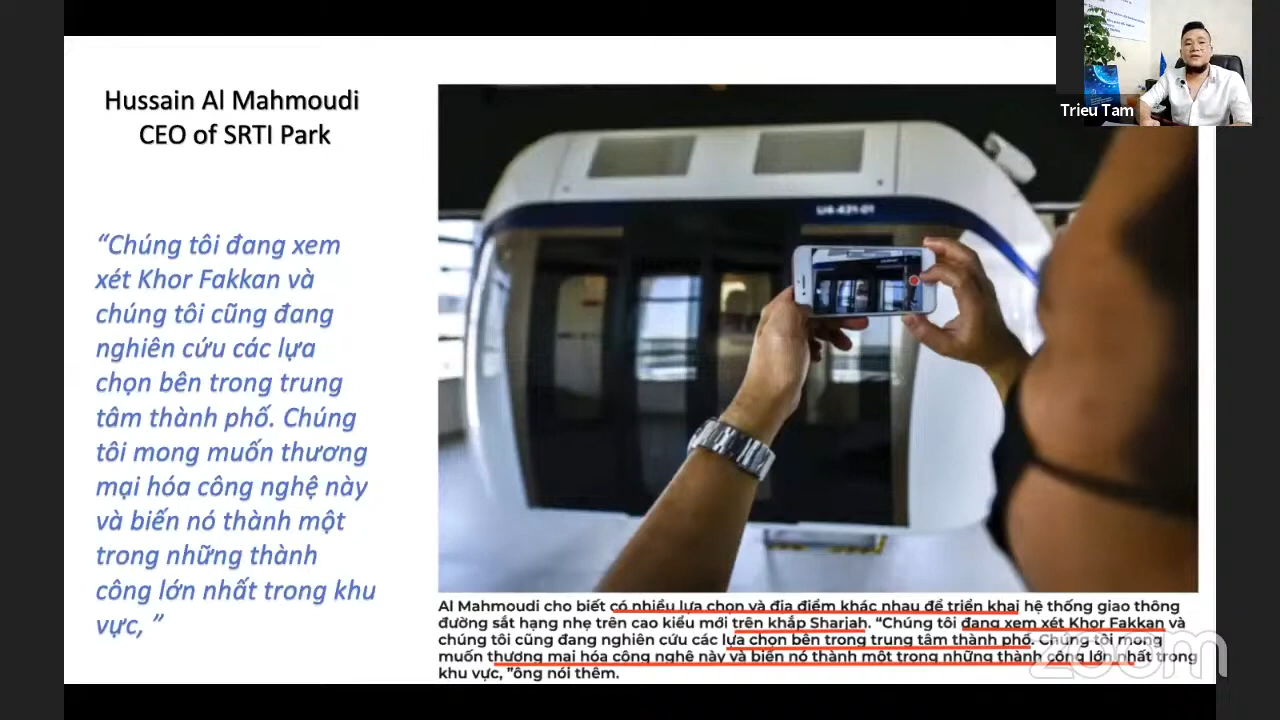 Hussain Al Mahmoudi
CEO of SRTI Park
“Chúng tôi đang xem
xét Khor Fakkan và
chúng tôi cũng đang
nghiên cứu các lựa
chọn bên trong trung
tâm thành phố. Chúng
tôi mong muốn thương
mại hóa công nghệ này
và biến nó thành một
trong những thành
công lớn nhất trong khu
vực, ”
Trieu Tam
U4-431-01
Al Mahmoudi cho biết có nhiều lựa chọn và địa điểm khác nhau để triển khai hệ thống giao thông
đường sắt hạng nhẹ trên cao kiểu mới trên khắp Sharjah. “Chúng tôi đang xem xét Khor Fakkan và
chúng tôi cũng đang nghiên cứu các lựa chọn bên trong trung tâm thành phố. Chúng tôi mong
muốn thương mại hóa công nghệ này và biến nó thành một trong những thành công lớn nhất trong
khu vực, ”ông nói thêm.
zoom